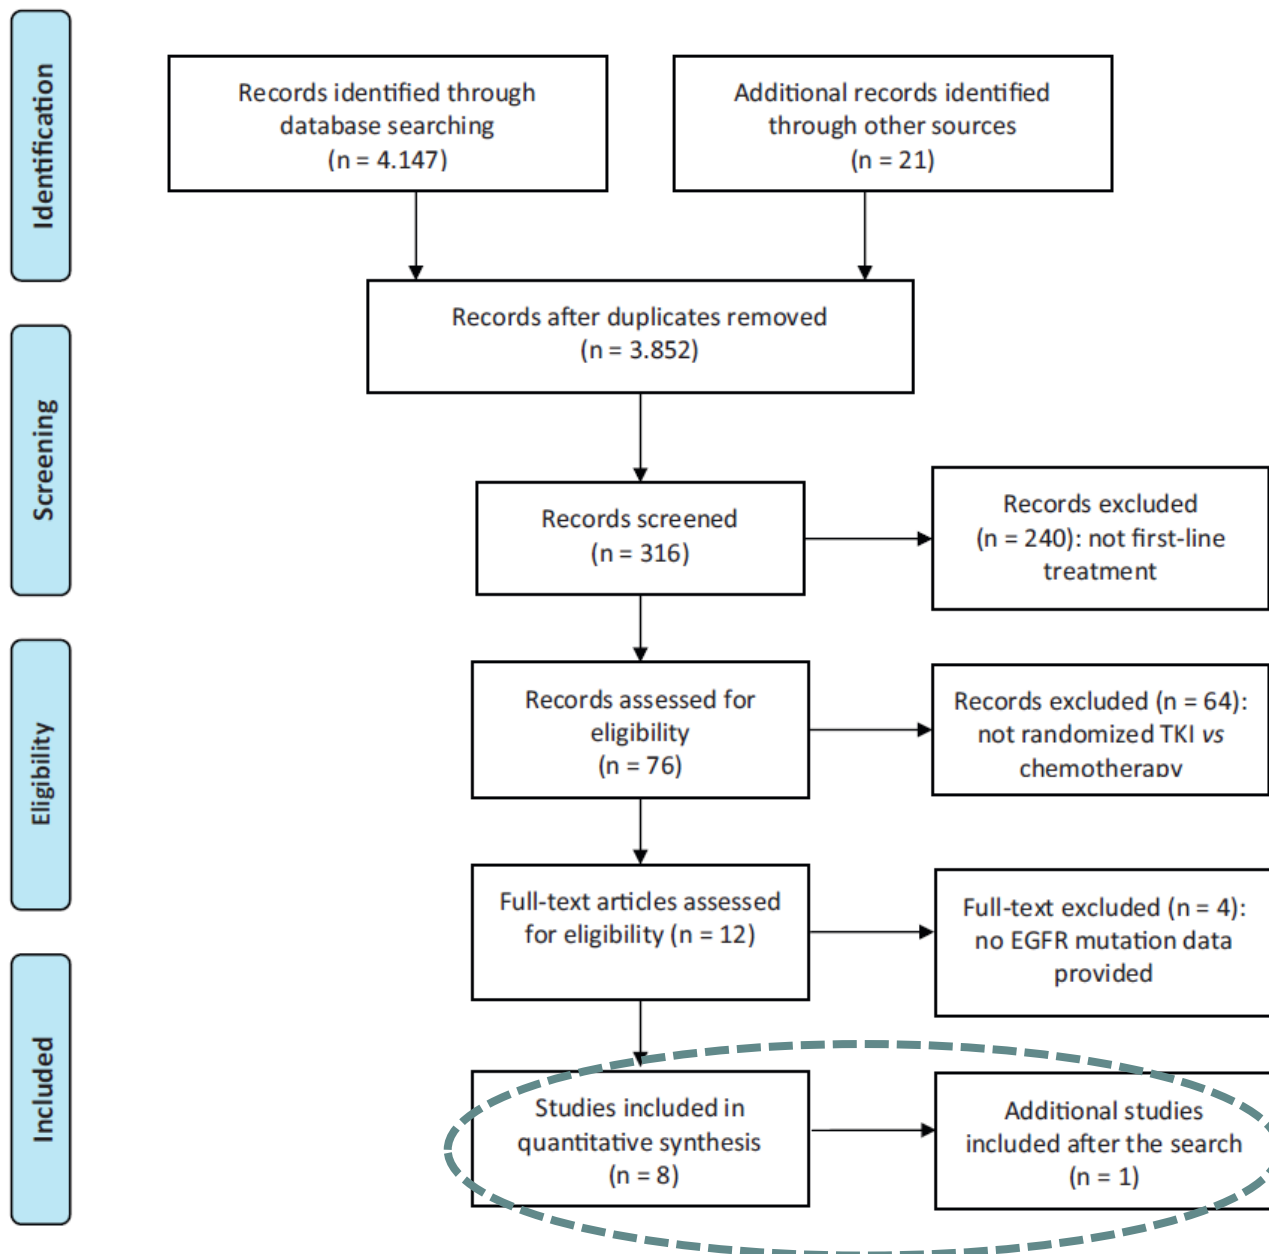 Identification
Records identified through
database searching
(n = 4.147)
Additional records identified
through other sources
(n = 21)
Records after duplicates removed
(n = 3.852)
Screening
Records screened
(n = 316)
Records excluded
(n = 240): not first-line
treatment
Eligibility
Records assessed for
eligibility
(n = 76)
Records excluded (n = 64):
not randomized TKI vs
chemotherapy
Full-text articles assessed
for eligibility (n = 12)
Full-text excluded (n = 4):
no EGFR mutation data
provided
Included
Studies included in
quantitative synthesis
(n = 8)
Additional studies
included after the search
(n = 1)